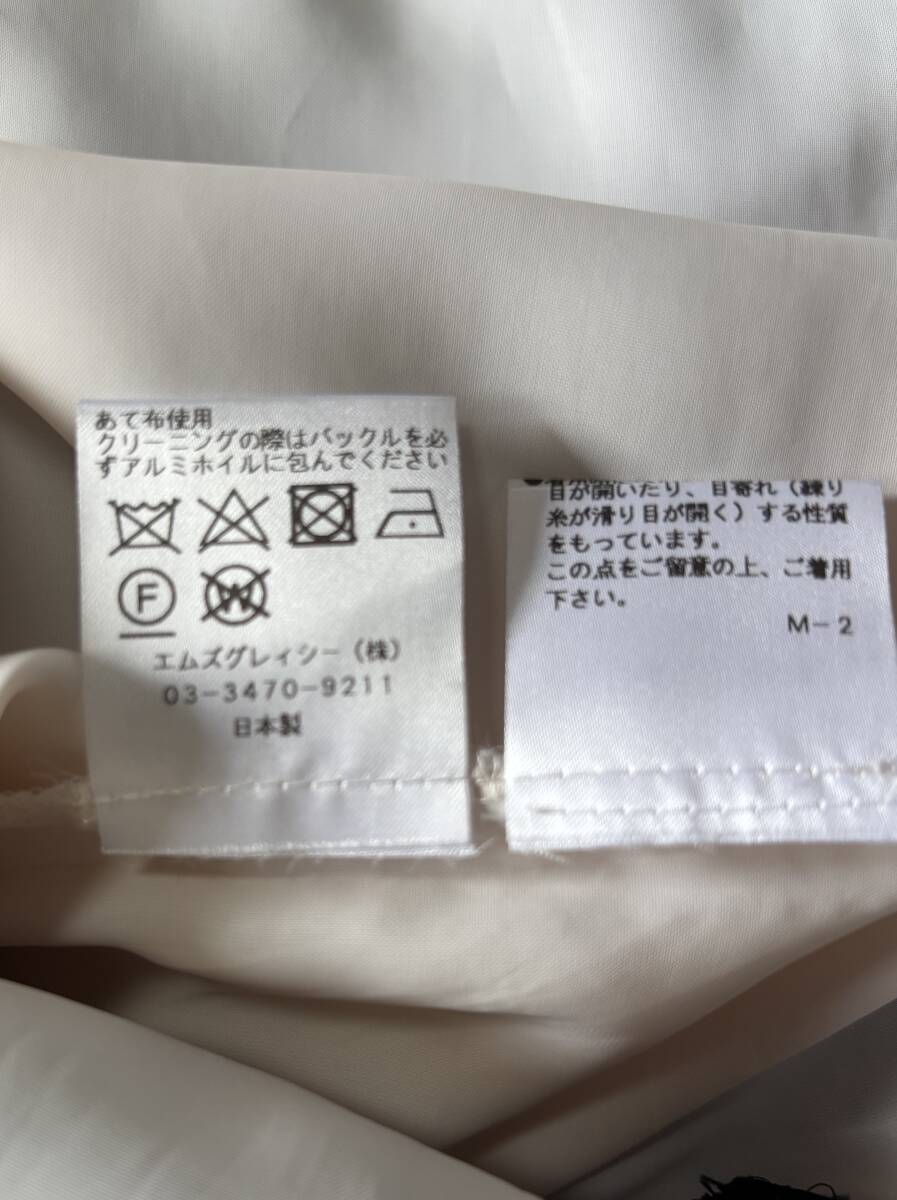 あて布使用
クリーニングの際はバックルを必
ずアルミホイルに包んでください
F
W
エムズグレイシー（株）
03-3470-9211
日本製
目が開いたり、目寄れ（縫り
糸が滑り目が開く）する性質
をもっています。
この点をご留意の上、ご着用
下さい。
M-2